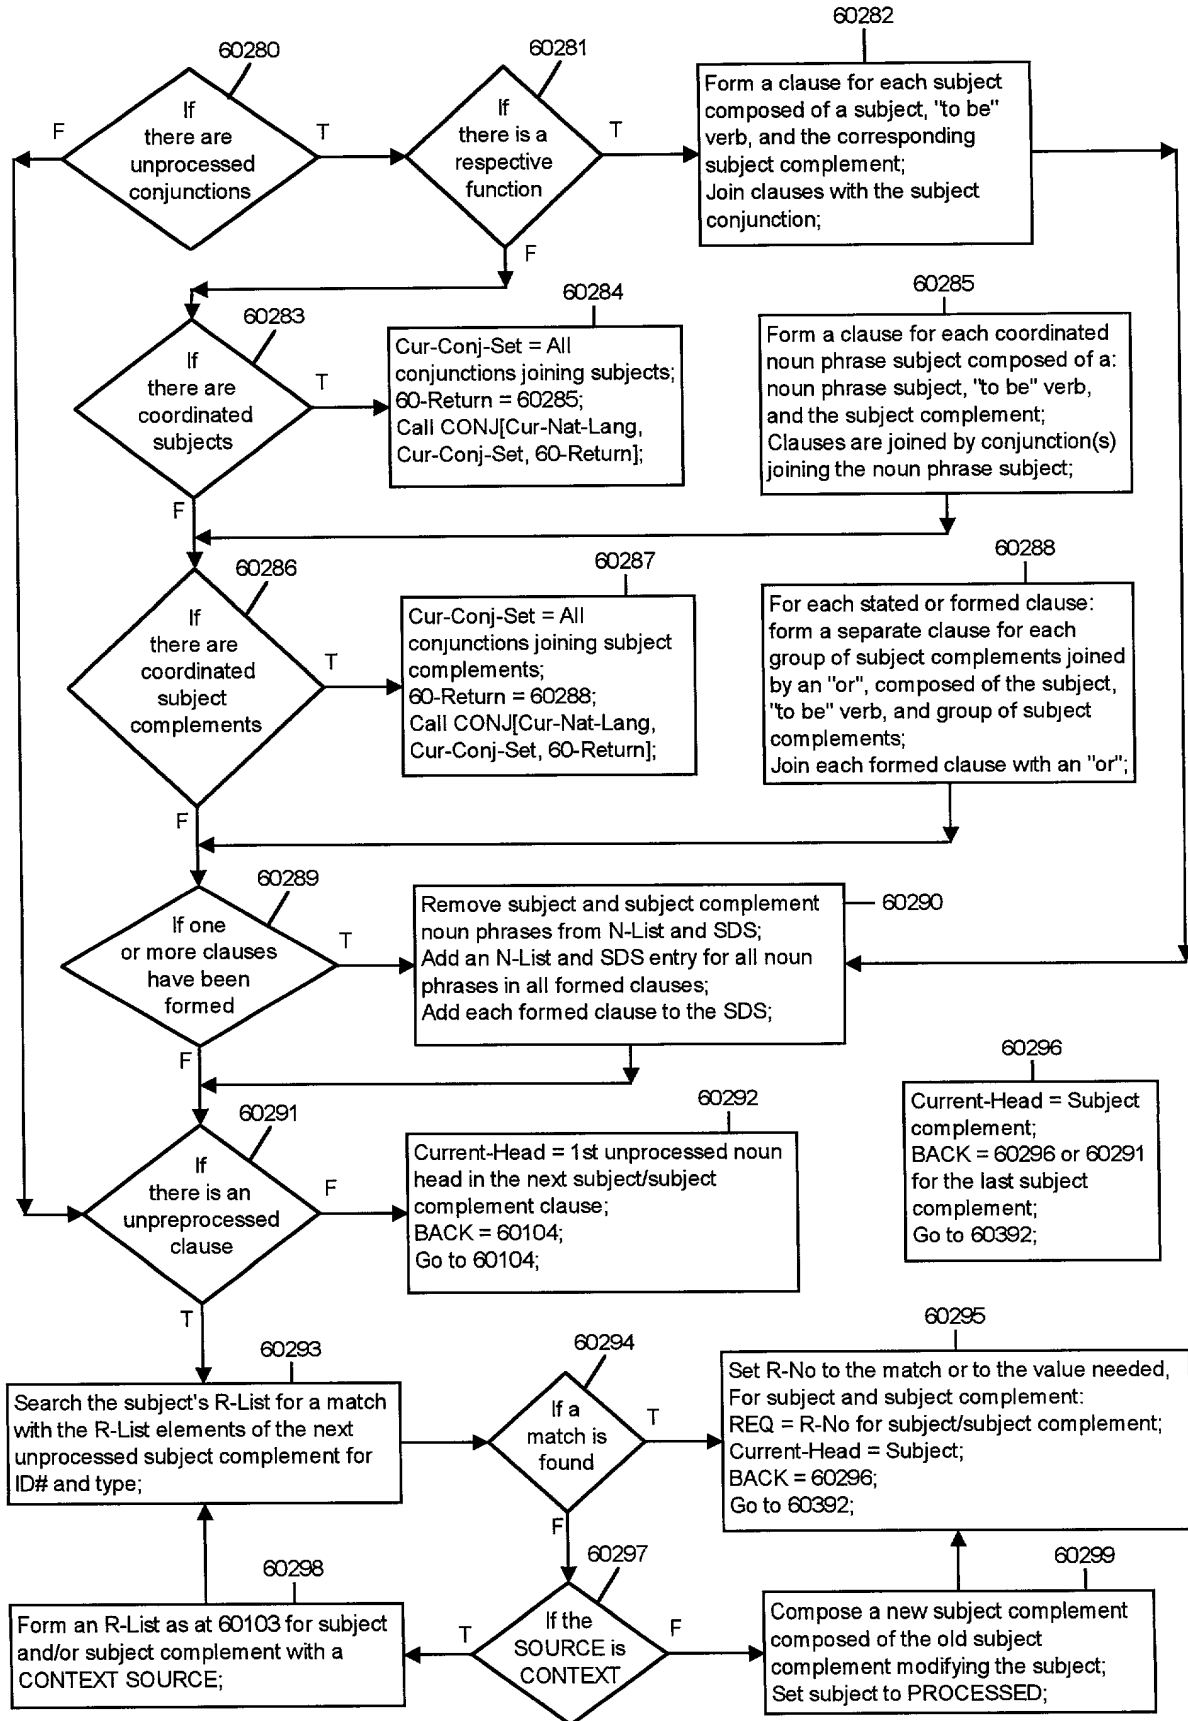 60280
If
there are
unprocessed
conjunctions
F
T
60281
If
there is a
respective
function
T
F
60282
Form a clause for each subject
composed of a subject, "to be"
verb, and the corresponding
subject complement;
Join clauses with the subject
conjunction;
60283
If
there are
coordinated
subjects
T
F
60284
Cur-Conj-Set = All
conjunctions joining subjects;
60-Return = 60285;
Call CONJ[Cur-Nat-Lang,
Cur-Conj-Set, 60-Return];
60285
Form a clause for each coordinated
noun phrase subject composed of a:
noun phrase subject, "to be" verb,
and the subject complement;
Clauses are joined by conjunction(s)
joining the noun phrase subject;
60286
If
there are
coordinated
subject
complements
T
F
60287
Cur-Conj-Set = All
conjunctions joining subject
complements;
60-Return = 60288;
Call CONJ[Cur-Nat-Lang,
Cur-Conj-Set, 60-Return];
60288
For each stated or formed clause:
form a separate clause for each
group of subject complements joined
by an "or", composed of the subject,
"to be" verb, and group of subject
complements;
Join each formed clause with an "or";
60289
If one
or more clauses
have been
formed
T
F
60290
Remove subject and subject complement
noun phrases from N-List and SDS;
Add an N-List and SDS entry for all noun
phrases in all formed clauses;
Add each formed clause to the SDS;
60291
If
there is an
unpreprocessed
clause
F
T
60292
Current-Head = 1st unprocessed noun
head in the next subject/subject
complement clause;
BACK = 60104;
Go to 60104;
60296
Current-Head = Subject
complement;
BACK = 60296 or 60291
for the last subject
complement;
Go to 60392;
60293
Search the subject's R-List for a match
with the R-List elements of the next
unprocessed subject complement for
ID# and type;
60294
If a
match is
found
T
F
60295
Set R-No to the match or to the value needed,
For subject and subject complement:
REQ = R-No for subject/subject complement;
Current-Head = Subject;
BACK = 60296;
Go to 60392;
60298
Form an R-List as at 60103 for subject
and/or subject complement with a
CONTEXT SOURCE;
60297
If the
SOURCE is
CONTEXT
T
F
60299
Compose a new subject complement
composed of the old subject
complement modifying the subject;
Set subject to PROCESSED;